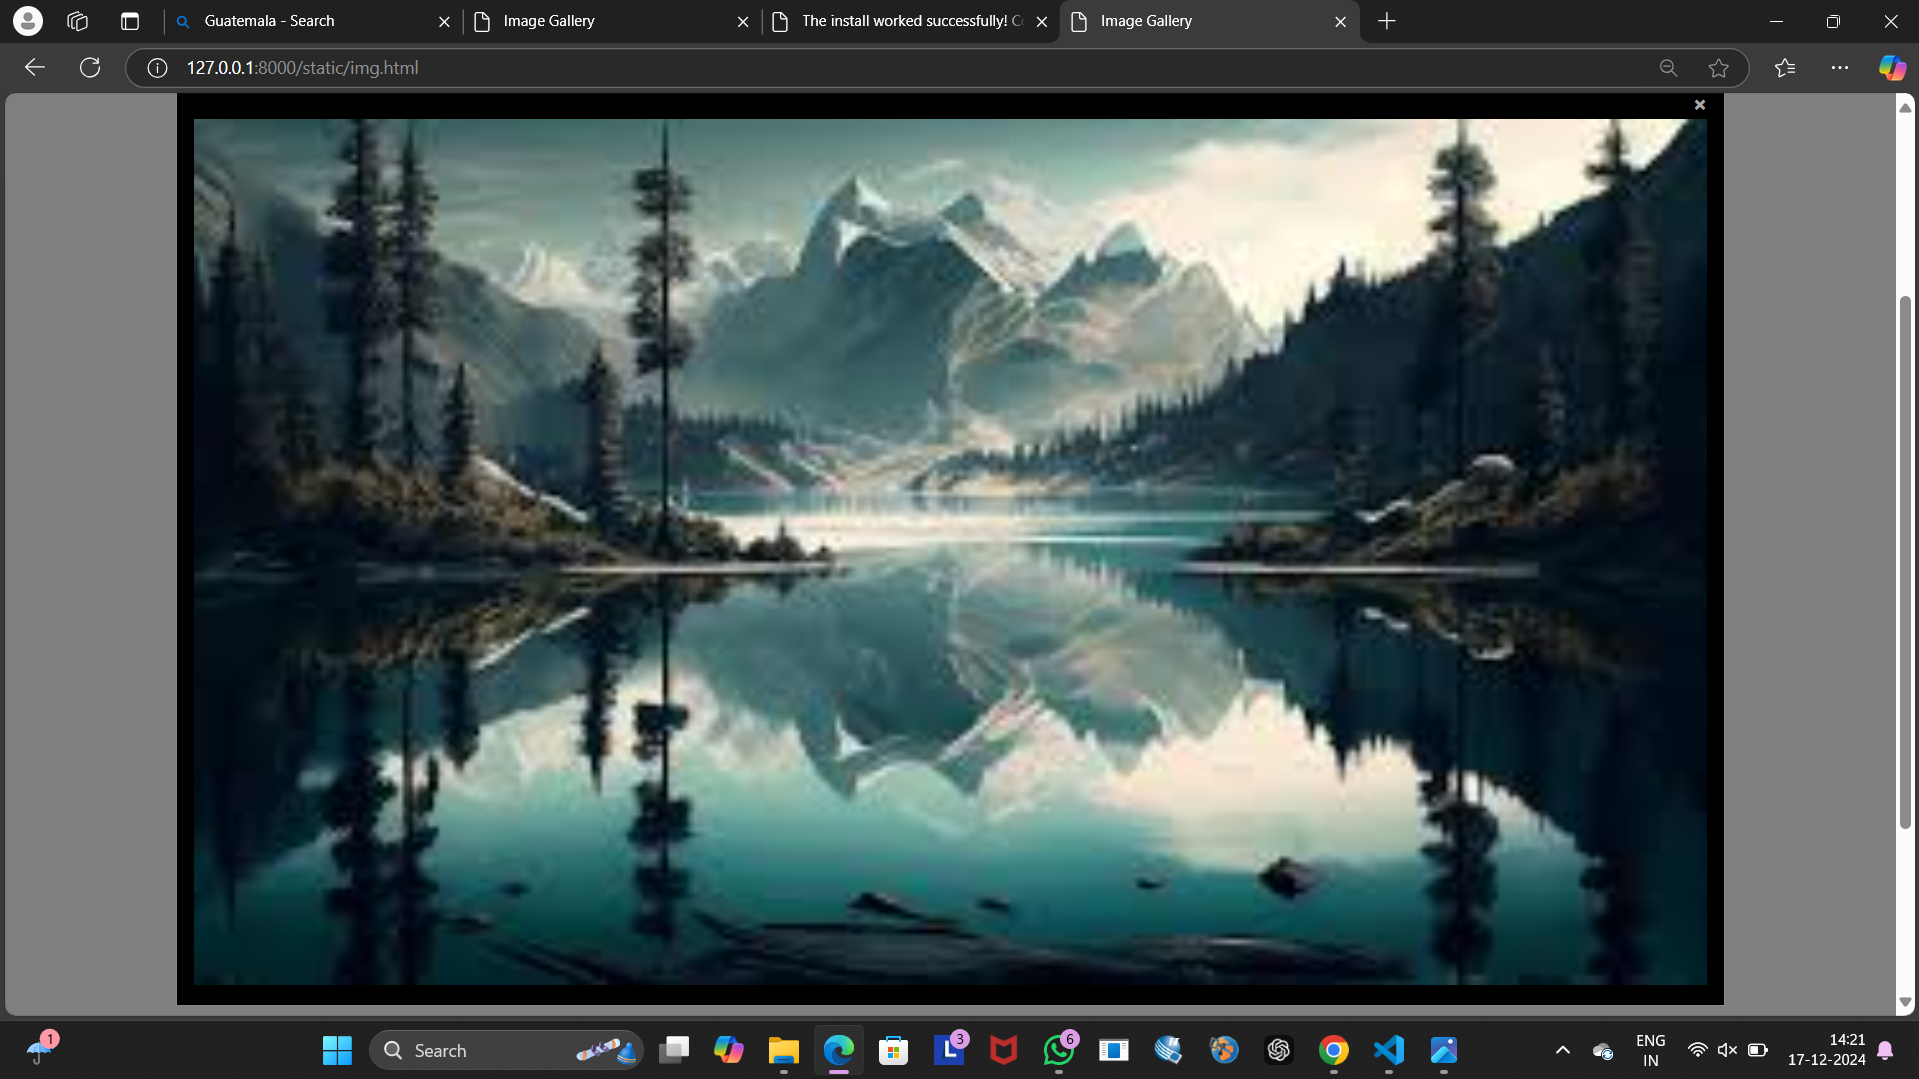 Guatemala - Search
Image Gallery
The install worked successfully! Co
Image Gallery
127.0.0.1:8000/static/img.html
1
Search
L
3
6
ENG
IN
14:21
17-12-2024